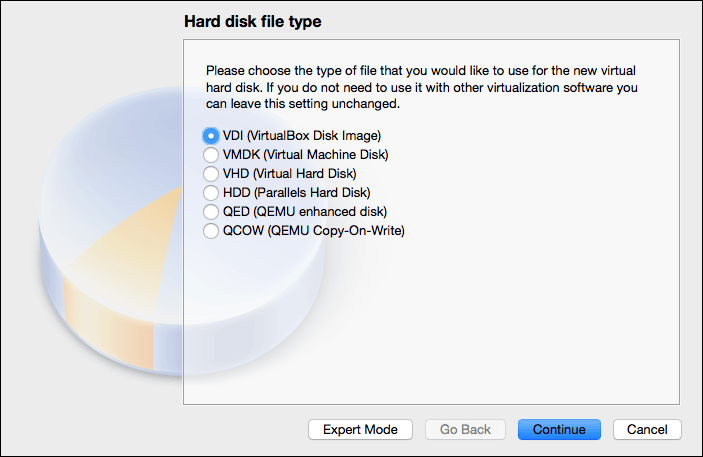 Hard disk file type
Please choose the type of file that you would like to use for the new virtual
hard disk. If you do not need to use it with other virtualization software you
can leave this setting unchanged.
VDI (VirtualBox Disk Image)
VMDK (Virtual Machine Disk)
VHD (Virtual Hard Disk)
HDD (Parallels Hard Disk)
QED (QEMU enhanced disk)
QCOW (QEMU Copy-On-Write)
Expert Mode
Go Back
Continue
Cancel